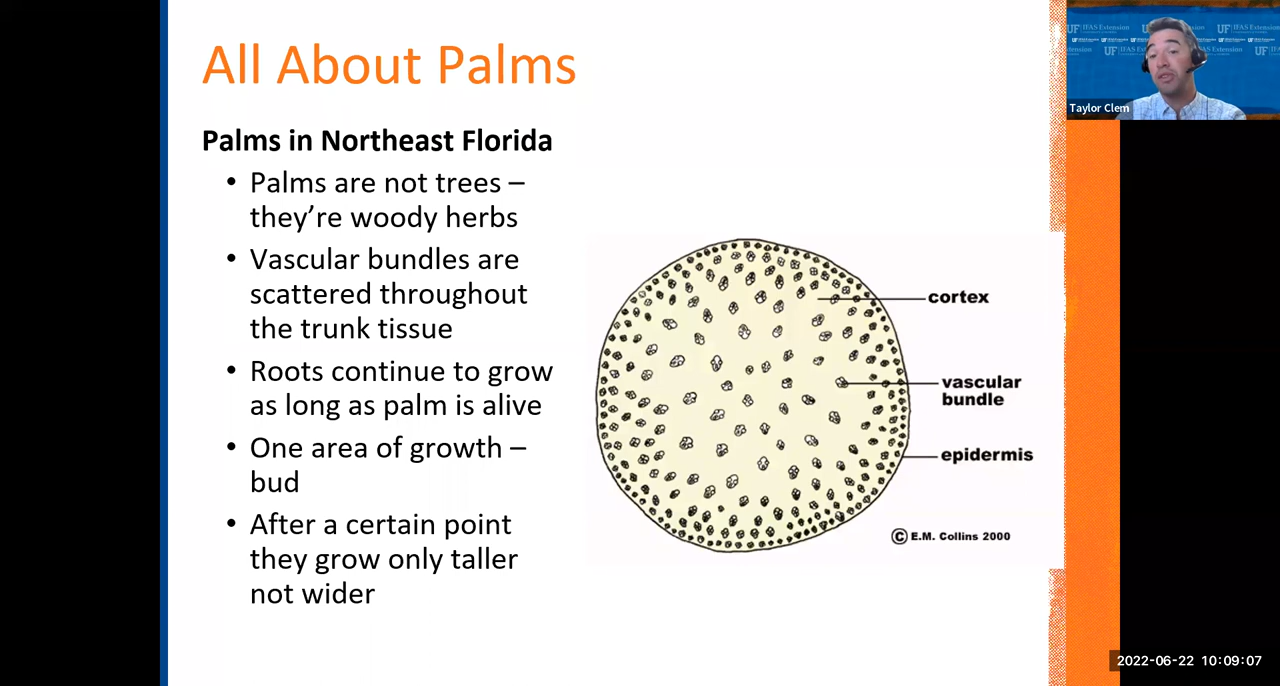 All About Palms
Palms in Northeast Florida
• Palms are not trees –
they're woody herbs
• Vascular bundles are
scattered throughout
the trunk tissue
• Roots continue to grow
as long as palm is alive
• One area of growth –
bud
• After a certain point
they grow only taller
not wider
cortex
vascular
bundle
epidermis
© E.M. Collins 2000
UF IFAS Extension
Taylor Clem
2022-06-22 10:09:07